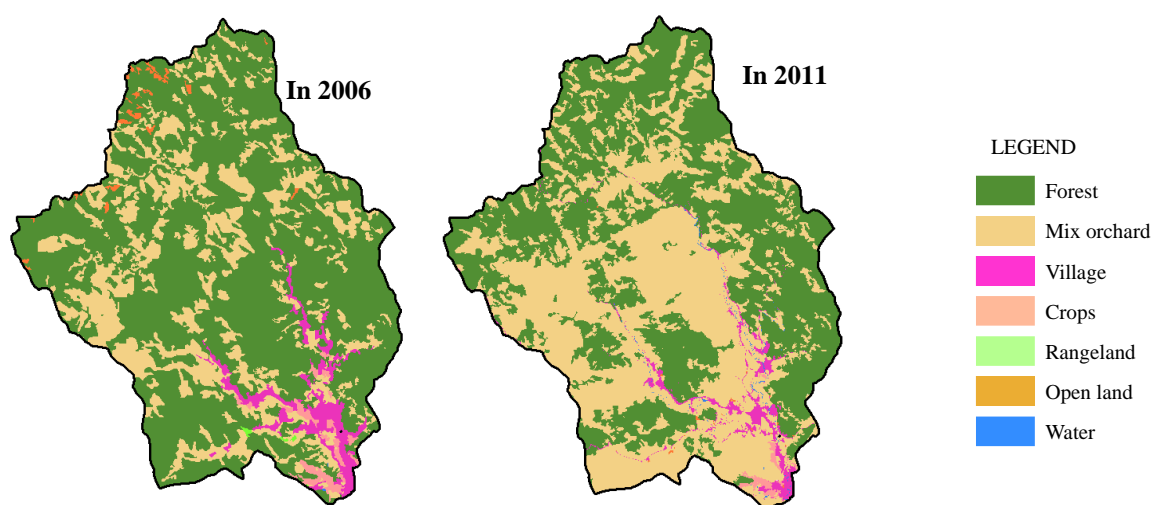 In 2006
In 2011
LEGEND
Forest
Mix orchard
Village
Crops
Rangeland
Open land
Water